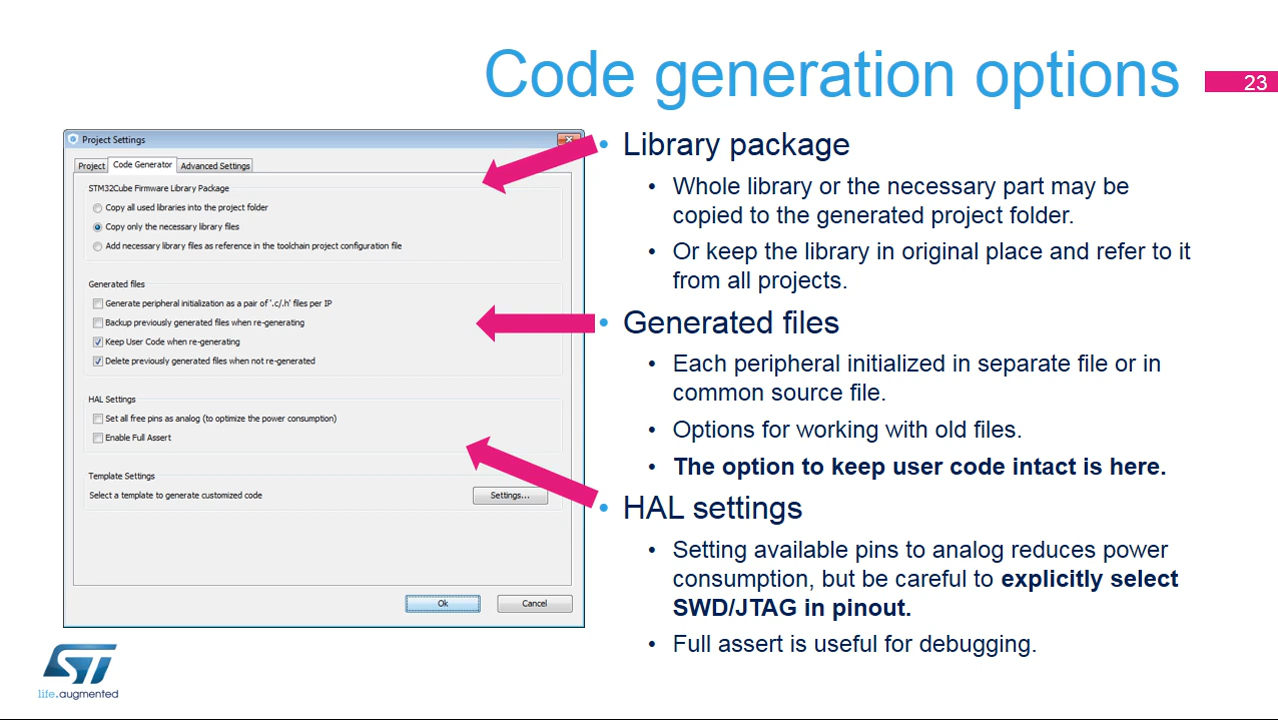 Code generation options
23
Project Settings
Project
Code Generator
Advanced Settings
STM32Cube Firmware Library Package
Copy all used libraries into the project folder
Copy only the necessary library files
Add necessary library files as reference in the toolchain project configuration file
Generated files
Generate peripheral initialization as a pair of '.c/.h' files per IP
Backup previously generated files when re-generating
Keep User Code when re-generating
Delete previously generated files when not re-generated
HAL Settings
Set all free pins as analog (to optimize the power consumption)
Enable Full Assert
Template Settings
Select a template to generate customized code
Settings...
Ok
Cancel
• Library package
• Whole library or the necessary part may be
copied to the generated project folder.
• Or keep the library in original place and refer to it
from all projects.
• Generated files
• Each peripheral initialized in separate file or in
common source file.
• Options for working with old files.
• The option to keep user code intact is here.
• HAL settings
• Setting available pins to analog reduces power
consumption, but be careful to explicitly select
SWD/JTAG in pinout.
• Full assert is useful for debugging.
ST
life.augmented